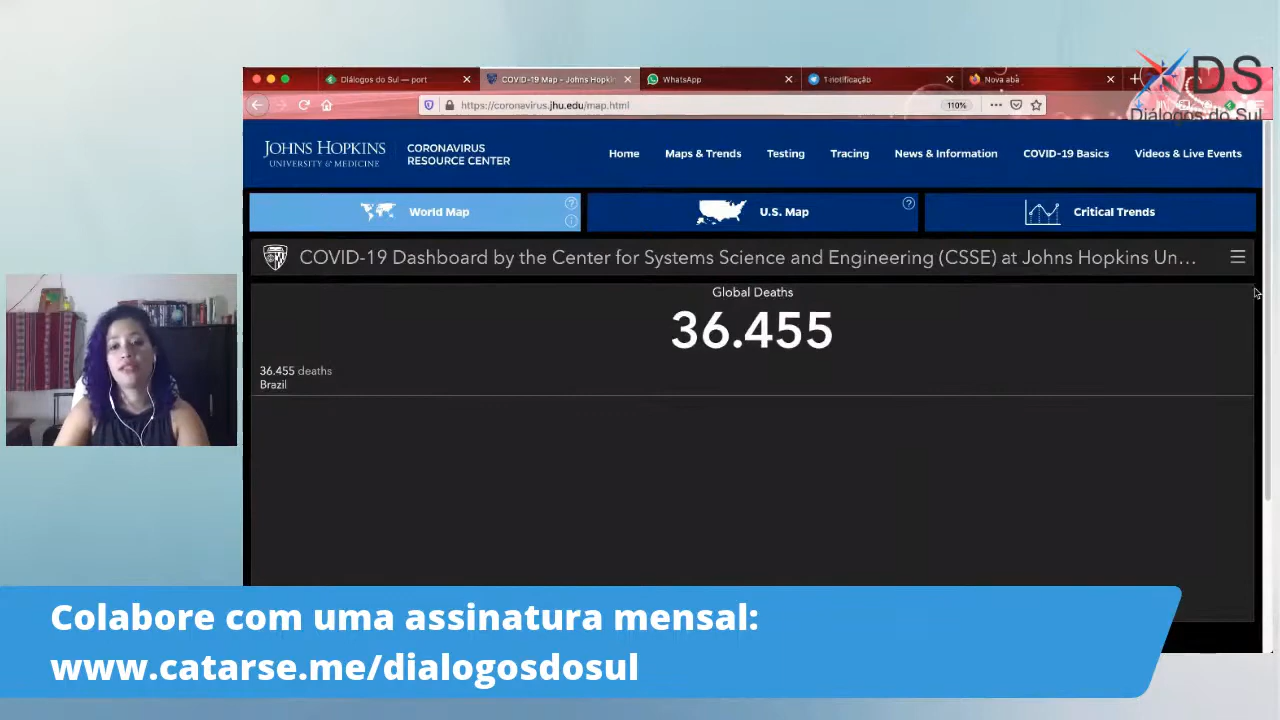 Diálogos do Sul — port
COVID-19 Map - Johns Hopkin
WhatsApp
1 notificação
Nova aba
https://coronavirus.jhu.edu/map.html
110%
DS
Diálogos do Sul
JOHNS HOPKINS
UNIVERSITY & MEDICINE
CORONAVIRUS
RESOURCE CENTER
Home
Maps & Trends
Testing
Tracing
News & Information
COVID-19 Basics
Videos & Live Events
World Map
U.S. Map
Critical Trends
COVID-19 Dashboard by the Center for Systems Science and Engineering (CSSE) at Johns Hopkins Un...
Global Deaths
36.455
36.455 deaths
Brazil
Colabore com uma assinatura mensal:
www.catarse.me/dialogosdosul